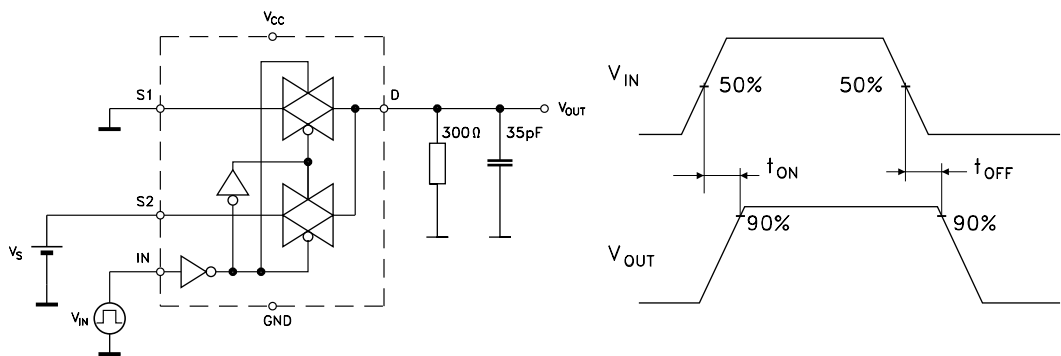 VCC
S1
D
VOUT
300Ω
35pF
S2
VS
IN
VIN
GND
VIN
50%
50%
tON
tOFF
90%
90%
VOUT